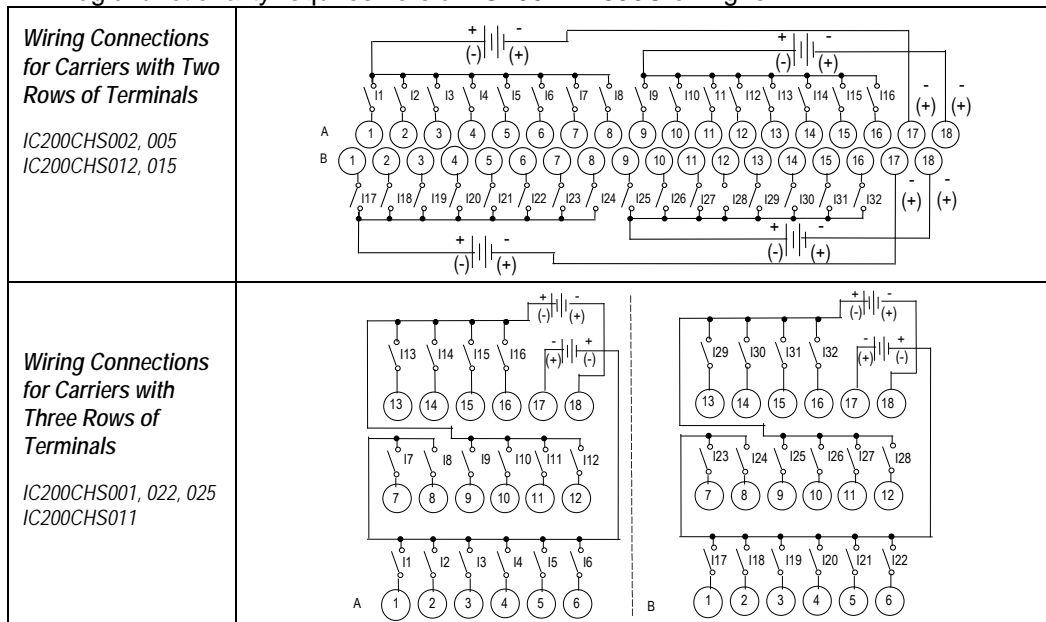 Wiring Connections
for Carriers with Two
Rows of Terminals
IC200CHS002, 005
IC200CHS012, 015
+ -
(-) (+)
+ -
(-) (+)
I1 I2 I3 I4 I5 I6 I7 I8 I9 I10 I11 I12 I13 I14 I15 I16
- -
(+) (+)
A 1 2 3 4 5 6 7 8 9 10 11 12 13 14 15 16 17 18
B 1 2 3 4 5 6 7 8 9 10 11 12 13 14 15 16 17 18
I17 I18 I19 I20 I21 I22 I23 I24 I25 I26 I27 I28 I29 I30 I31 I32
- -
(+) (+)
+ -
(-) (+)
+ -
(-) (+)
Wiring Connections
for Carriers with
Three Rows of
Terminals
IC200CHS001, 022, 025
IC200CHS011
+ -
(-) (+)
I13 I14 I15 I16
- +
(+) (-)
13 14 15 16 17 18
I7 I8 I9 I10 I11 I12
7 8 9 10 11 12
I1 I2 I3 I4 I5 I6
A 1 2 3 4 5 6
+ -
(-) (+)
I29 I30 I31 I32
- +
(+) (-)
13 14 15 16 17 18
I23 I24 I25 I26 I27 I28
7 8 9 10 11 12
I17 I18 I19 I20 I21 I22
B 1 2 3 4 5 6